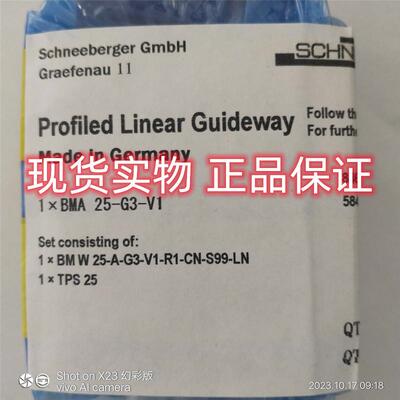 Schneeberger GmbH
Graefenau 11
SCHN
Profiled Linear Guideway
Follow the
For furthe
Made in Germany
现货实物 正品保证
1 × BMA 25-G3-V1
584
Set consisting of:
1 × BM W 25-A-G3-V1-R1-CN-S99-LN
1 × TPS 25
QT
Shot on X23 幻彩版
vivo AI camera
2023.10.17 09:18